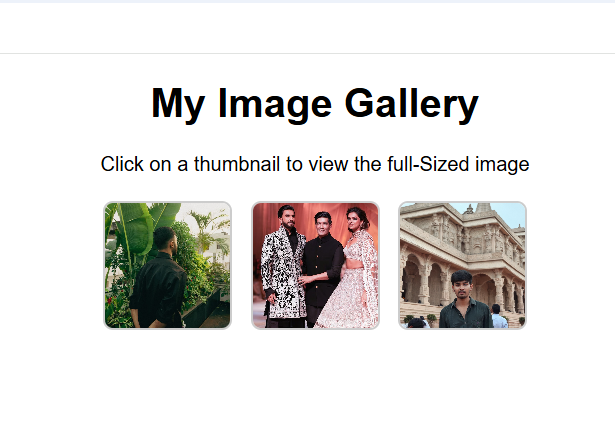 My Image Gallery
Click on a thumbnail to view the full-Sized image